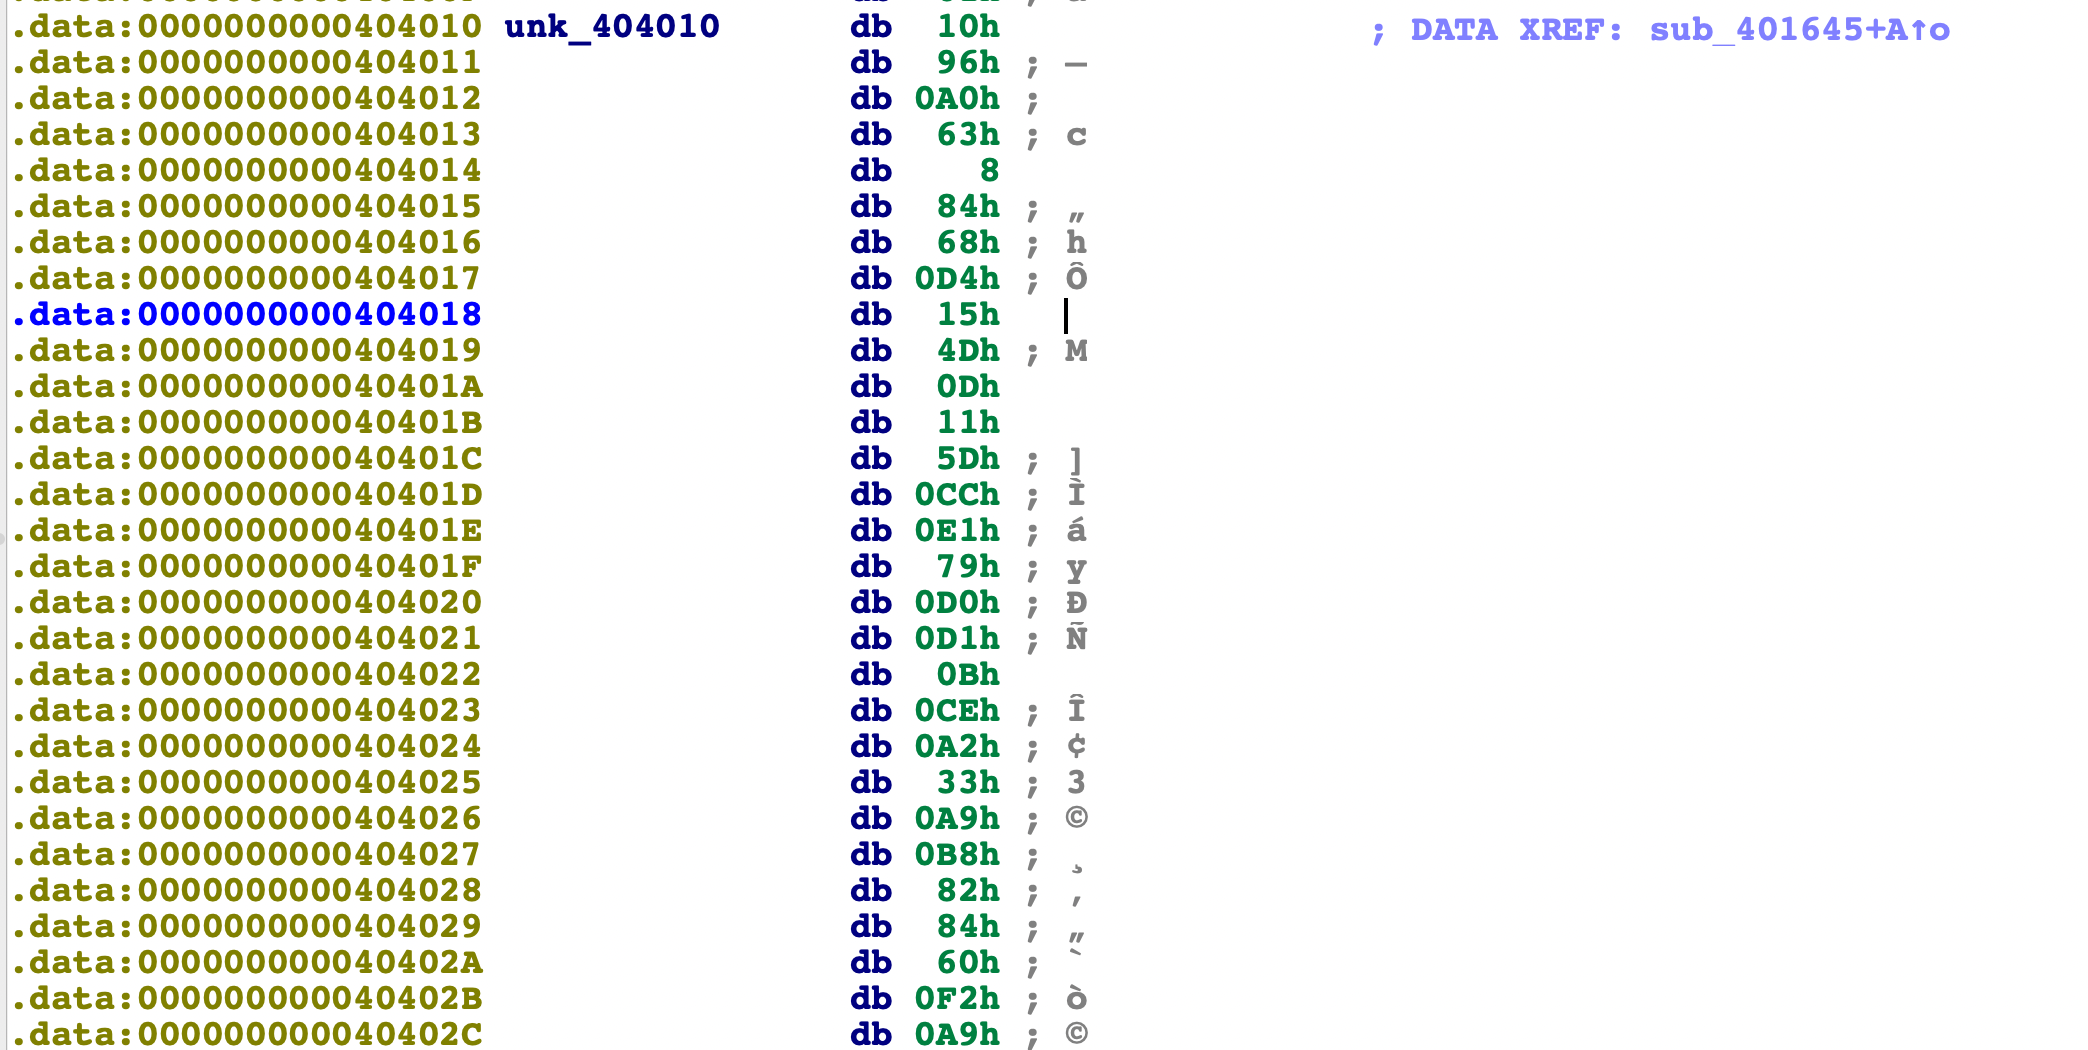 .data:0000000000404010 unk_404010 db 10h ; DATA XREF: sub_401645+A↑o
.data:0000000000404011 db 96h ; —
.data:0000000000404012 db 0A0h ;
.data:0000000000404013 db 63h ; c
.data:0000000000404014 db 8
.data:0000000000404015 db 84h ; „
.data:0000000000404016 db 68h ; h
.data:0000000000404017 db 0D4h ; Ô
.data:0000000000404018 db 15h
.data:0000000000404019 db 4Dh ; M
.data:000000000040401A db 0Dh
.data:000000000040401B db 11h
.data:000000000040401C db 5Dh ; ]
.data:000000000040401D db 0CCh ; Ì
.data:000000000040401E db 0E1h ; á
.data:000000000040401F db 79h ; y
.data:0000000000404020 db 0D0h ; Ð
.data:0000000000404021 db 0D1h ; Ñ
.data:0000000000404022 db 0Bh
.data:0000000000404023 db 0CEh ; Î
.data:0000000000404024 db 0A2h ; ¢
.data:0000000000404025 db 33h ; 3
.data:0000000000404026 db 0A9h ; ©
.data:0000000000404027 db 0B8h ; ¸
.data:0000000000404028 db 82h ; ‚
.data:0000000000404029 db 84h ; „
.data:000000000040402A db 60h ; `
.data:000000000040402B db 0F2h ; ò
.data:000000000040402C db 0A9h ; ©